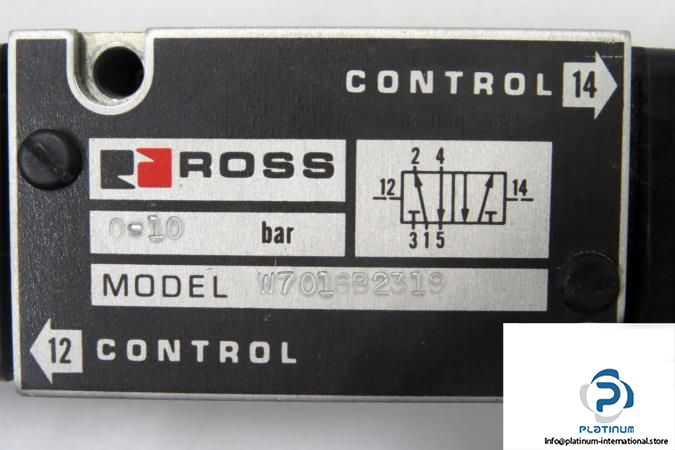 CONTROL 14
ROSS
2 4
12 14
3 1 5
0-10 bar
MODEL W7016B2318
12 CONTROL
PLATINUM
info@platinum-international.store